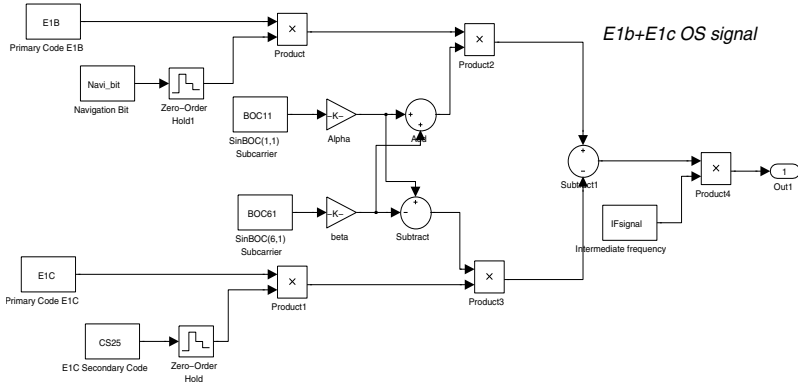 E1b+E1c OS signal
E1B
Primary Code E1B
×
Product
×
Product2
Navi_bit
Navigation Bit
Zero−Order
Hold1
BOC11
SinBOC(1,1)
Subcarrier
−K−
Alpha
+
+
Add
+
−
Subtract1
×
Product4
1
Out1
IFsignal
Intermediate frequency
BOC61
SinBOC(6,1)
Subcarrier
−K−
beta
+
−
Subtract
E1C
Primary Code E1C
×
Product1
×
Product3
CS25
E1C Secondary Code
Zero−Order
Hold